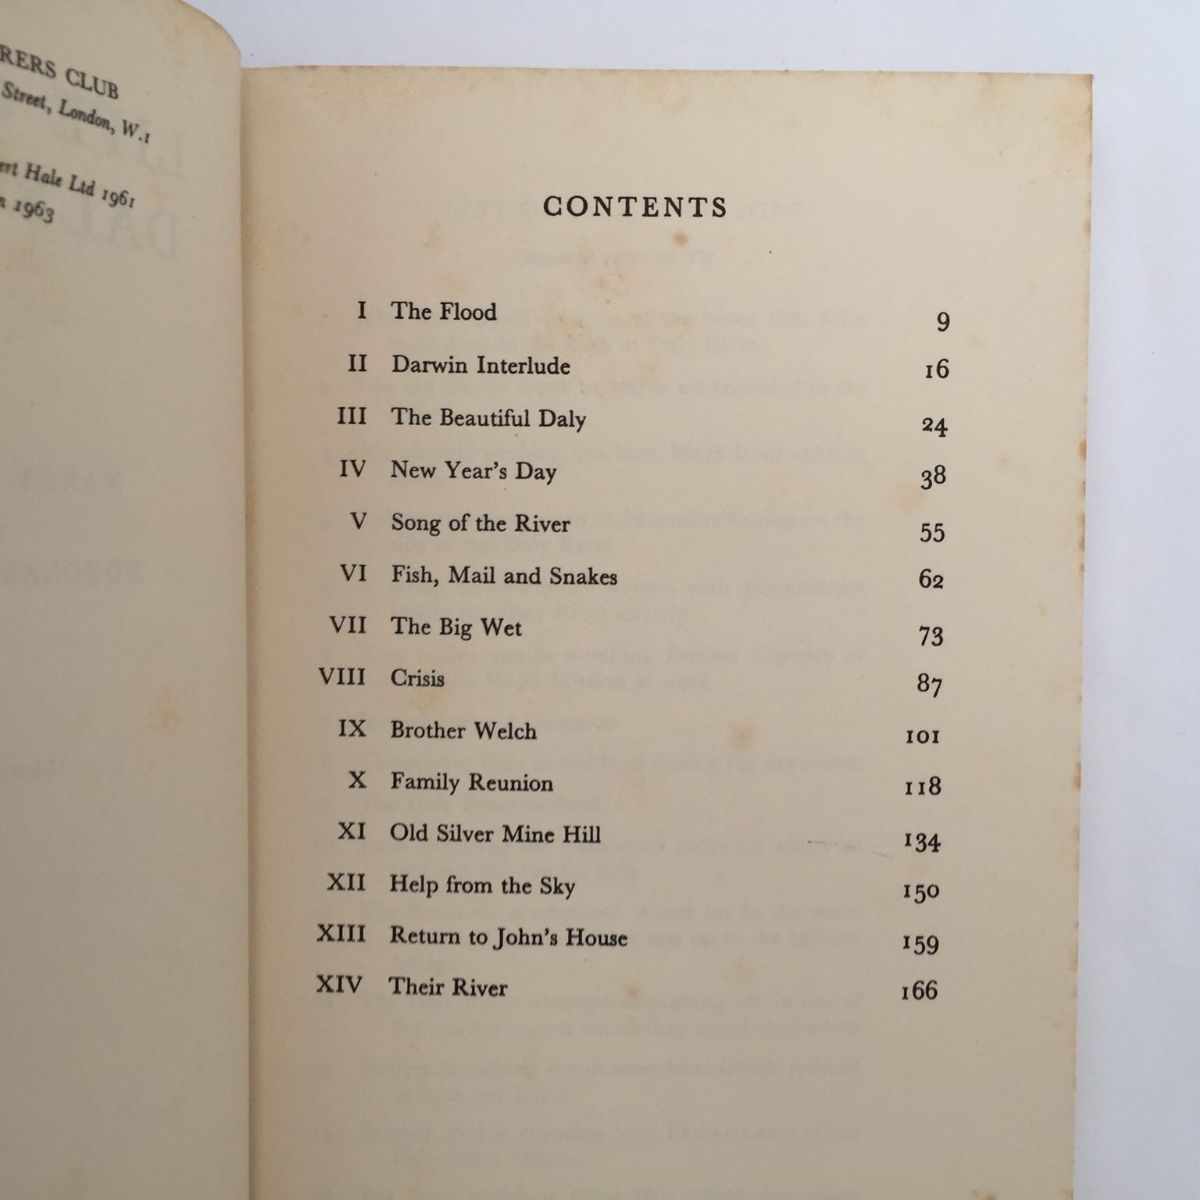 RERS CLUB
Street, London, W.1
Hale Ltd 1961
1963
CONTENTS
I The Flood 9
II Darwin Interlude 16
III The Beautiful Daly 24
IV New Year's Day 38
V Song of the River 55
VI Fish, Mail and Snakes 62
VII The Big Wet 73
VIII Crisis 87
IX Brother Welch 101
X Family Reunion 118
XI Old Silver Mine Hill 134
XII Help from the Sky 150
XIII Return to John's House 159
XIV Their River 166